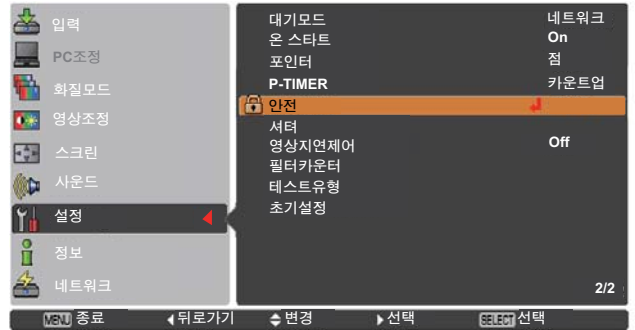 입력
PC조정
화질모드
영상조정
스크린
사운드
설정
정보
네트워크
대기모드 네트워크
온 스타트 On
포인터 점
P-TIMER 카운트업
안전
셔텨
영상지연제어 Off
필터카운터
테스트유형
초기설정
2/2
MENU 종료 뒤로가기 변경 선택 SELECT 선택